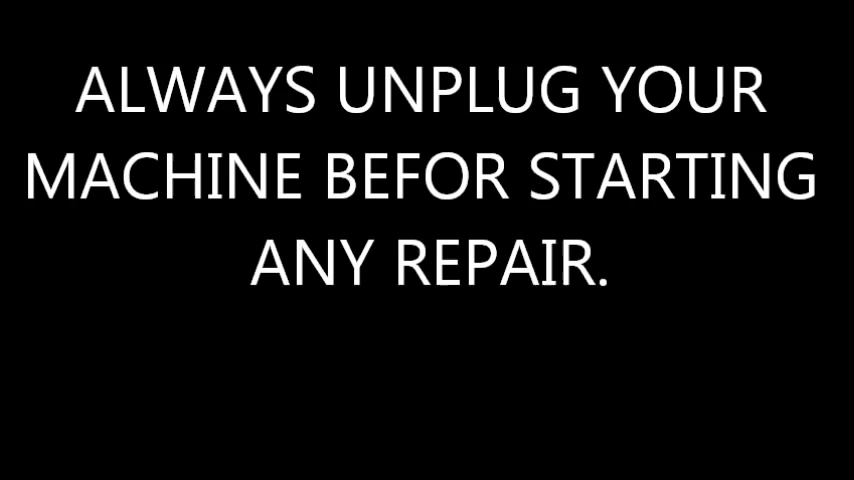 ALWAYS UNPLUG YOUR
MACHINE BEFOR STARTING
ANY REPAIR.